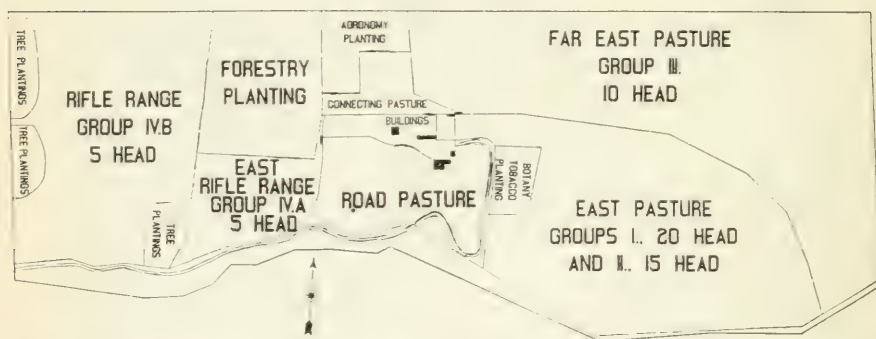 TREE PLANTINGS
TREE PLANTINGS
RIFLE RANGE
GROUP IV.B
5 HEAD
TREE
PLANTINGS
FORESTRY
PLANTING
EAST
RIFLE RANGE
GROUP IV.A
5 HEAD
AGRONOMY
PLANTING
CONNECTING PASTURE
BUILDINGS
ROAD PASTURE
BOTANY
TOBACCO
PLANTING
FAR EAST PASTURE
GROUP III.
10 HEAD
EAST PASTURE
GROUPS I.. 20 HEAD
AND II.. 15 HEAD